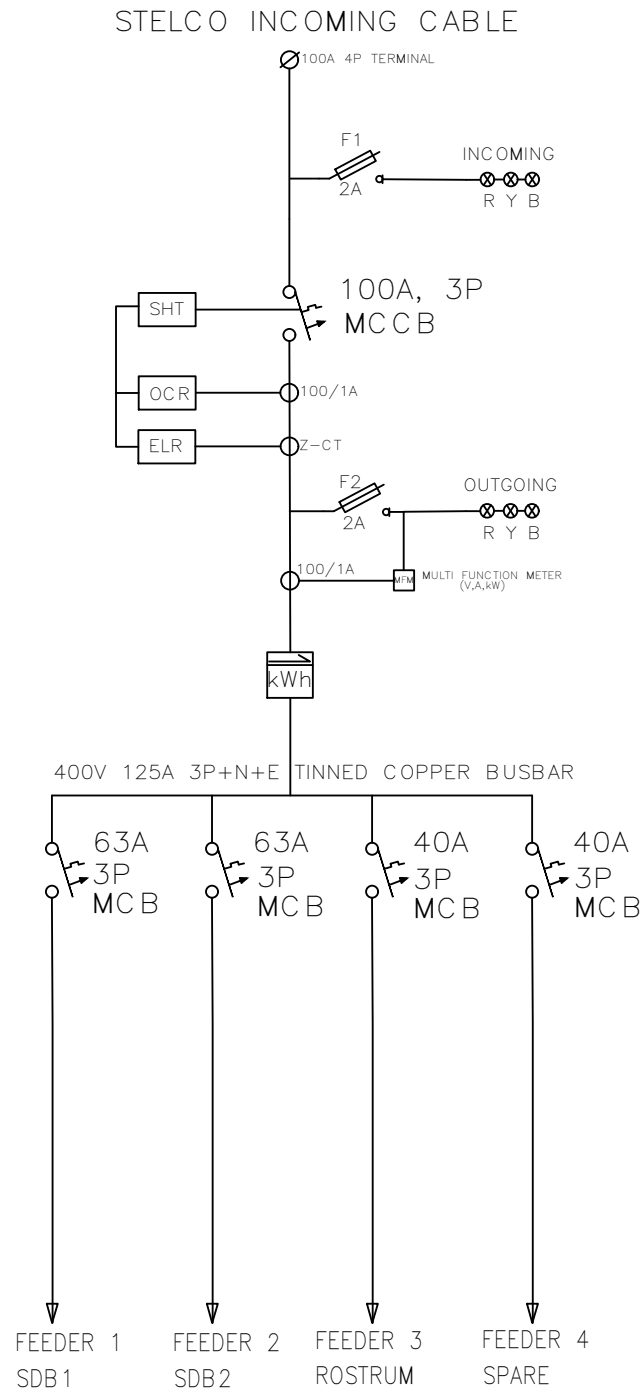 STELCO INCOMING CABLE
100A 4P TERMINAL
F1
2A
INCOMING
R Y B
SHT
100A, 3P
MCCB
OCR
100/1A
ELR
Z-CT
F2
2A
OUTGOING
R Y B
100/1A
MFM
MULTI FUNCTION METER
(V,A,kW)
kWh
400V 125A 3P+N+E TINNED COPPER BUSBAR
63A
3P
MCB
63A
3P
MCB
40A
3P
MCB
40A
3P
MCB
FEEDER 1
SDB1
FEEDER 2
SDB2
FEEDER 3
ROSTRUM
FEEDER 4
SPARE